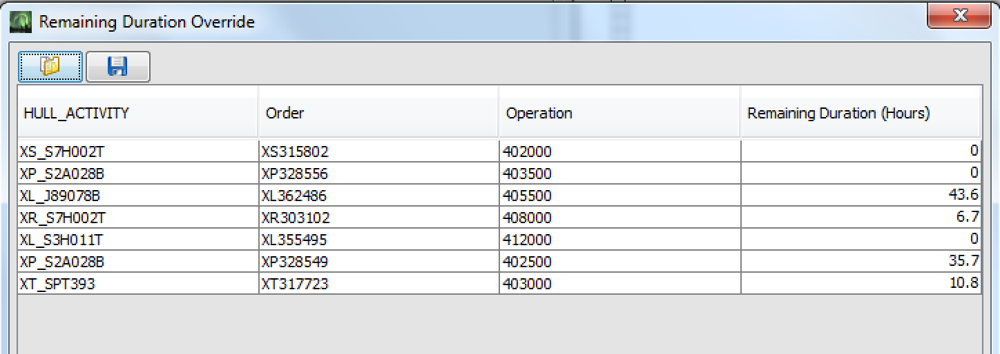 Remaining Duration Override
HULL_ACTIVITY Order Operation Remaining Duration (Hours)
XS_S7H002T XS315802 402000 0
XP_S2A028B XP328556 403500 0
XL_J89078B XL362486 405500 43.6
XR_S7H002T XR303102 408000 6.7
XL_S3H011T XL355495 412000 0
XP_S2A028B XP328549 402500 35.7
XT_SPT393 XT317723 403000 10.8